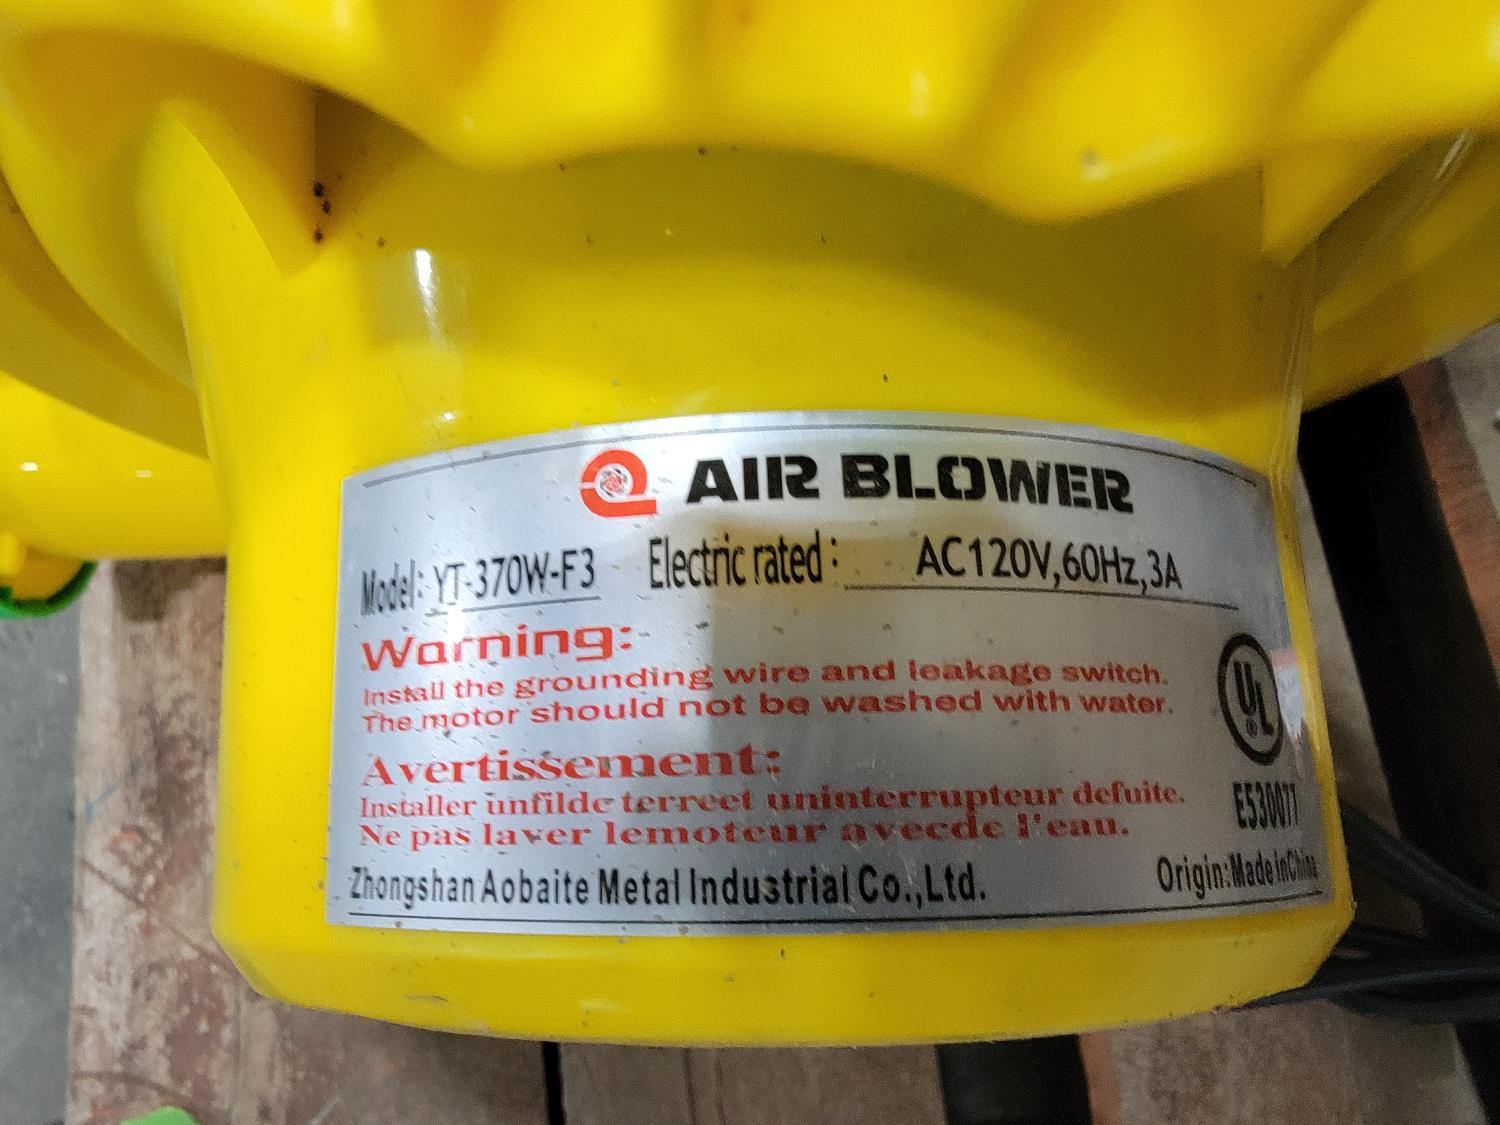 AIR BLOWER
Model: YT-370W-F3 Electric rated: AC120V,60Hz,3A
Warning:
Install the grounding wire and leakage switch.
The motor should not be washed with water.
Avertissement:
Installer unfilde terreet uninterrupteur defuite.
Ne pas laver lemoteur avecde l'eau.
UL®
E530077
Zhongshan Aobaite Metal Industrial Co.,Ltd. Origin:Made InChina